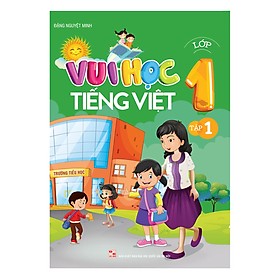 ĐẶNG NGUYỆT MINH
LỚP
VUI HỌC
1
TIẾNG VIỆT
TẬP 1
TRƯỜNG TIỂU HỌC